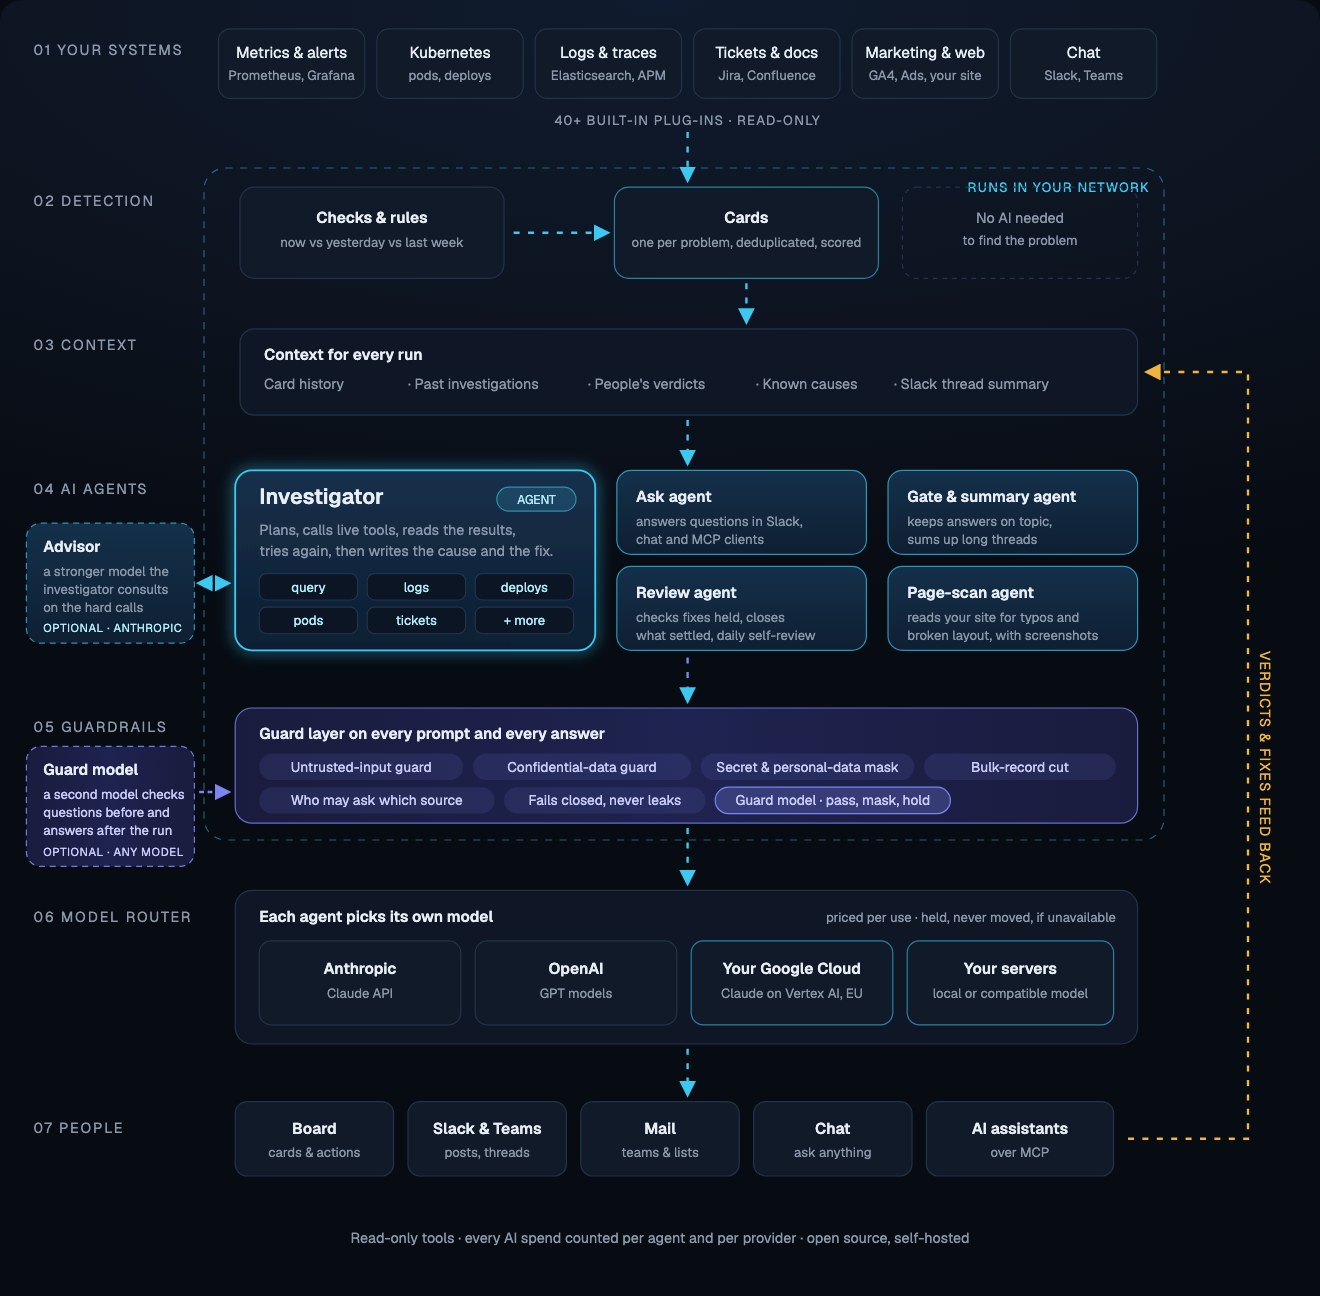 01 YOUR SYSTEMS
Metrics & alerts
Prometheus, Grafana
Kubernetes
pods, deploys
Logs & traces
Elasticsearch, APM
Tickets & docs
Jira, Confluence
Marketing & web
GA4, Ads, your site
Chat
Slack, Teams
40+ BUILT-IN PLUG-INS · READ-ONLY
RUNS IN YOUR NETWORK
02 DETECTION
Checks & rules
now vs yesterday vs last week
Cards
one per problem, deduplicated, scored
No AI needed
to find the problem
03 CONTEXT
Context for every run
Card history · Past investigations · People's verdicts · Known causes · Slack thread summary
04 AI AGENTS
Advisor
a stronger model the
investigator consults
on the hard calls
OPTIONAL · ANTHROPIC
Investigator
AGENT
Plans, calls live tools, reads the results,
tries again, then writes the cause and the fix.
query
logs
deploys
pods
tickets
+ more
Ask agent
answers questions in Slack,
chat and MCP clients
Gate & summary agent
keeps answers on topic,
sums up long threads
Review agent
checks fixes held, closes
what settled, daily self-review
Page-scan agent
reads your site for typos and
broken layout, with screenshots
05 GUARDRAILS
Guard model
a second model checks
questions before and
answers after the run
OPTIONAL · ANY MODEL
Guard layer on every prompt and every answer
Untrusted-input guard
Confidential-data guard
Secret & personal-data mask
Bulk-record cut
Who may ask which source
Fails closed, never leaks
Guard model · pass, mask, hold
VERDICTS & FIXES FEED BACK
06 MODEL ROUTER
Each agent picks its own model
priced per use · held, never moved, if unavailable
Anthropic
Claude API
OpenAI
GPT models
Your Google Cloud
Claude on Vertex AI, EU
Your servers
local or compatible model
07 PEOPLE
Board
cards & actions
Slack & Teams
posts, threads
Mail
teams & lists
Chat
ask anything
AI assistants
over MCP
Read-only tools · every AI spend counted per agent and per provider · open source, self-hosted